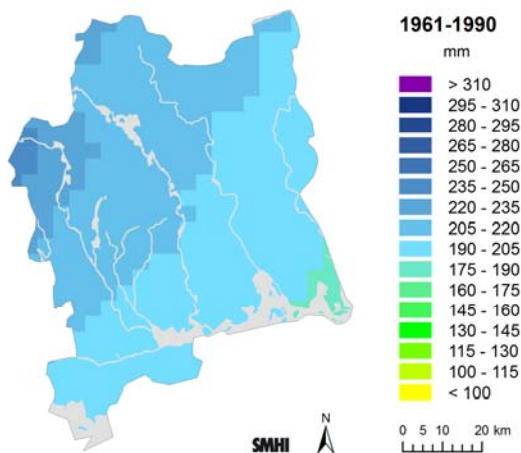 1961-1990
mm
> 310
295 - 310
280 - 295
265 - 280
250 - 265
235 - 250
220 - 235
205 - 220
190 - 205
175 - 190
160 - 175
145 - 160
130 - 145
115 - 130
100 - 115
< 100
SMHI
N
0 5 10 20 km